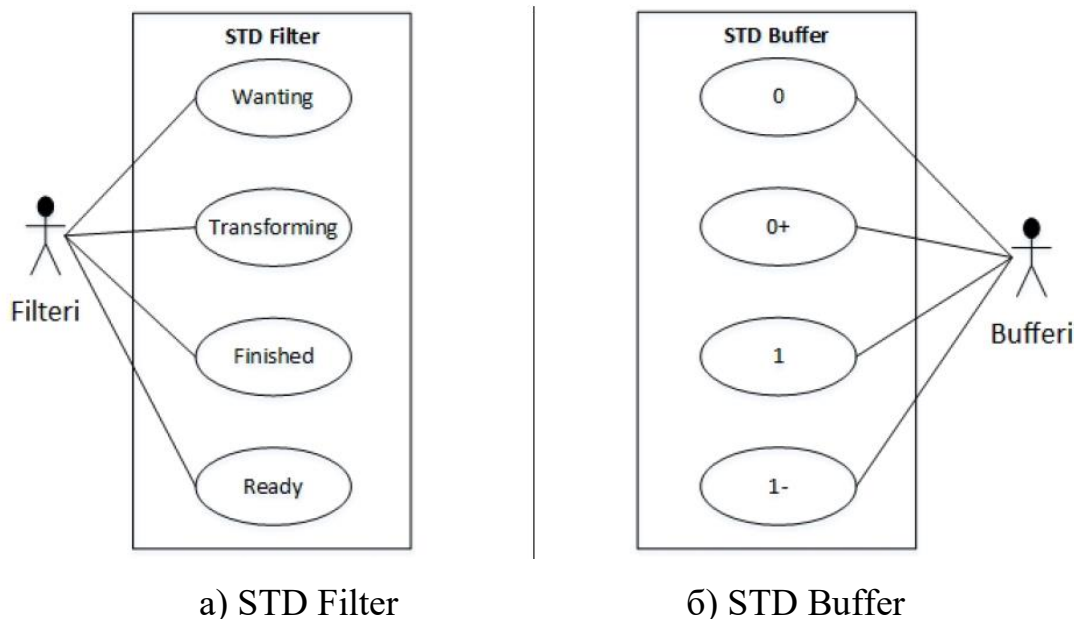 STD Filter
Wanting
Transforming
Finished
Ready
Filteri
STD Buffer
0
0+
1
1-
Bufferi
а) STD Filter
б) STD Buffer